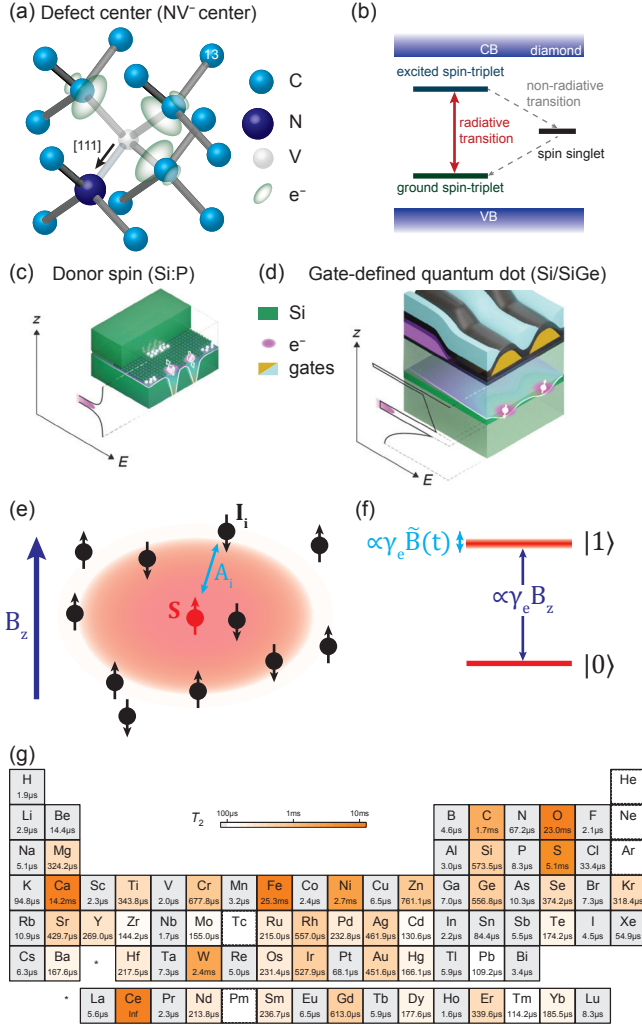 (a) Defect center (NV⁻ center)
13
[111]
C
N
V
e⁻
(b)
CB
diamond
excited spin-triplet
non-radiative
transition
radiative
transition
spin singlet
ground spin-triplet
VB
(c) Donor spin (Si:P)
z
E
Si
e⁻
gates
(d) Gate-defined quantum dot (Si/SiGe)
z
E
(e)
B_z
I_i
A_i
S
(f)
∝γ_e B̃(t)
|1⟩
∝γ_e B_z
|0⟩
(g)
T₂ 100μs 1ms 10ms
H He
1.9μs
Li Be B C N O F Ne
2.9μs 14.4μs 4.6μs 1.7ms 67.2μs 23.0ms 2.1μs
Na Mg Al Si P S Cl Ar
5.1μs 324.2μs 3.0μs 573.5μs 8.3μs 5.1ms 33.4μs
K Ca Sc Ti V Cr Mn Fe Co Ni Cu Zn Ga Ge As Se Br Kr
94.8μs 14.2ms 2.3μs 343.8μs 2.0μs 677.8μs 3.2μs 25.3ms 2.4μs 2.7ms 6.5μs 761.1μs 7.0μs 556.8μs 10.3μs 374.2μs 7.3μs 318.4μs
Rb Sr Y Zr Nb Mo Tc Ru Rh Pd Ag Cd In Sn Sb Te I Xe
10.9μs 429.7μs 269.0μs 144.2μs 1.7μs 155.0μs 215.0μs 557.0μs 232.8μs 461.9μs 130.6μs 2.2μs 84.4μs 5.5μs 174.2μs 4.5μs 54.9μs
Cs Ba * Hf Ta W Re Os Ir Pt Au Hg Tl Pb Bi
6.3μs 167.6μs 217.5μs 7.3μs 2.4ms 5.0μs 231.4μs 527.9μs 68.1μs 451.6μs 166.1μs 5.9μs 109.2μs 3.4μs
* La Ce Pr Nd Pm Sm Eu Gd Tb Dy Ho Er Tm Yb Lu
5.6μs Inf 2.3μs 213.8μs 236.7μs 6.5μs 613.0μs 5.9μs 177.6μs 1.6μs 339.6μs 114.2μs 185.5μs 8.3μs